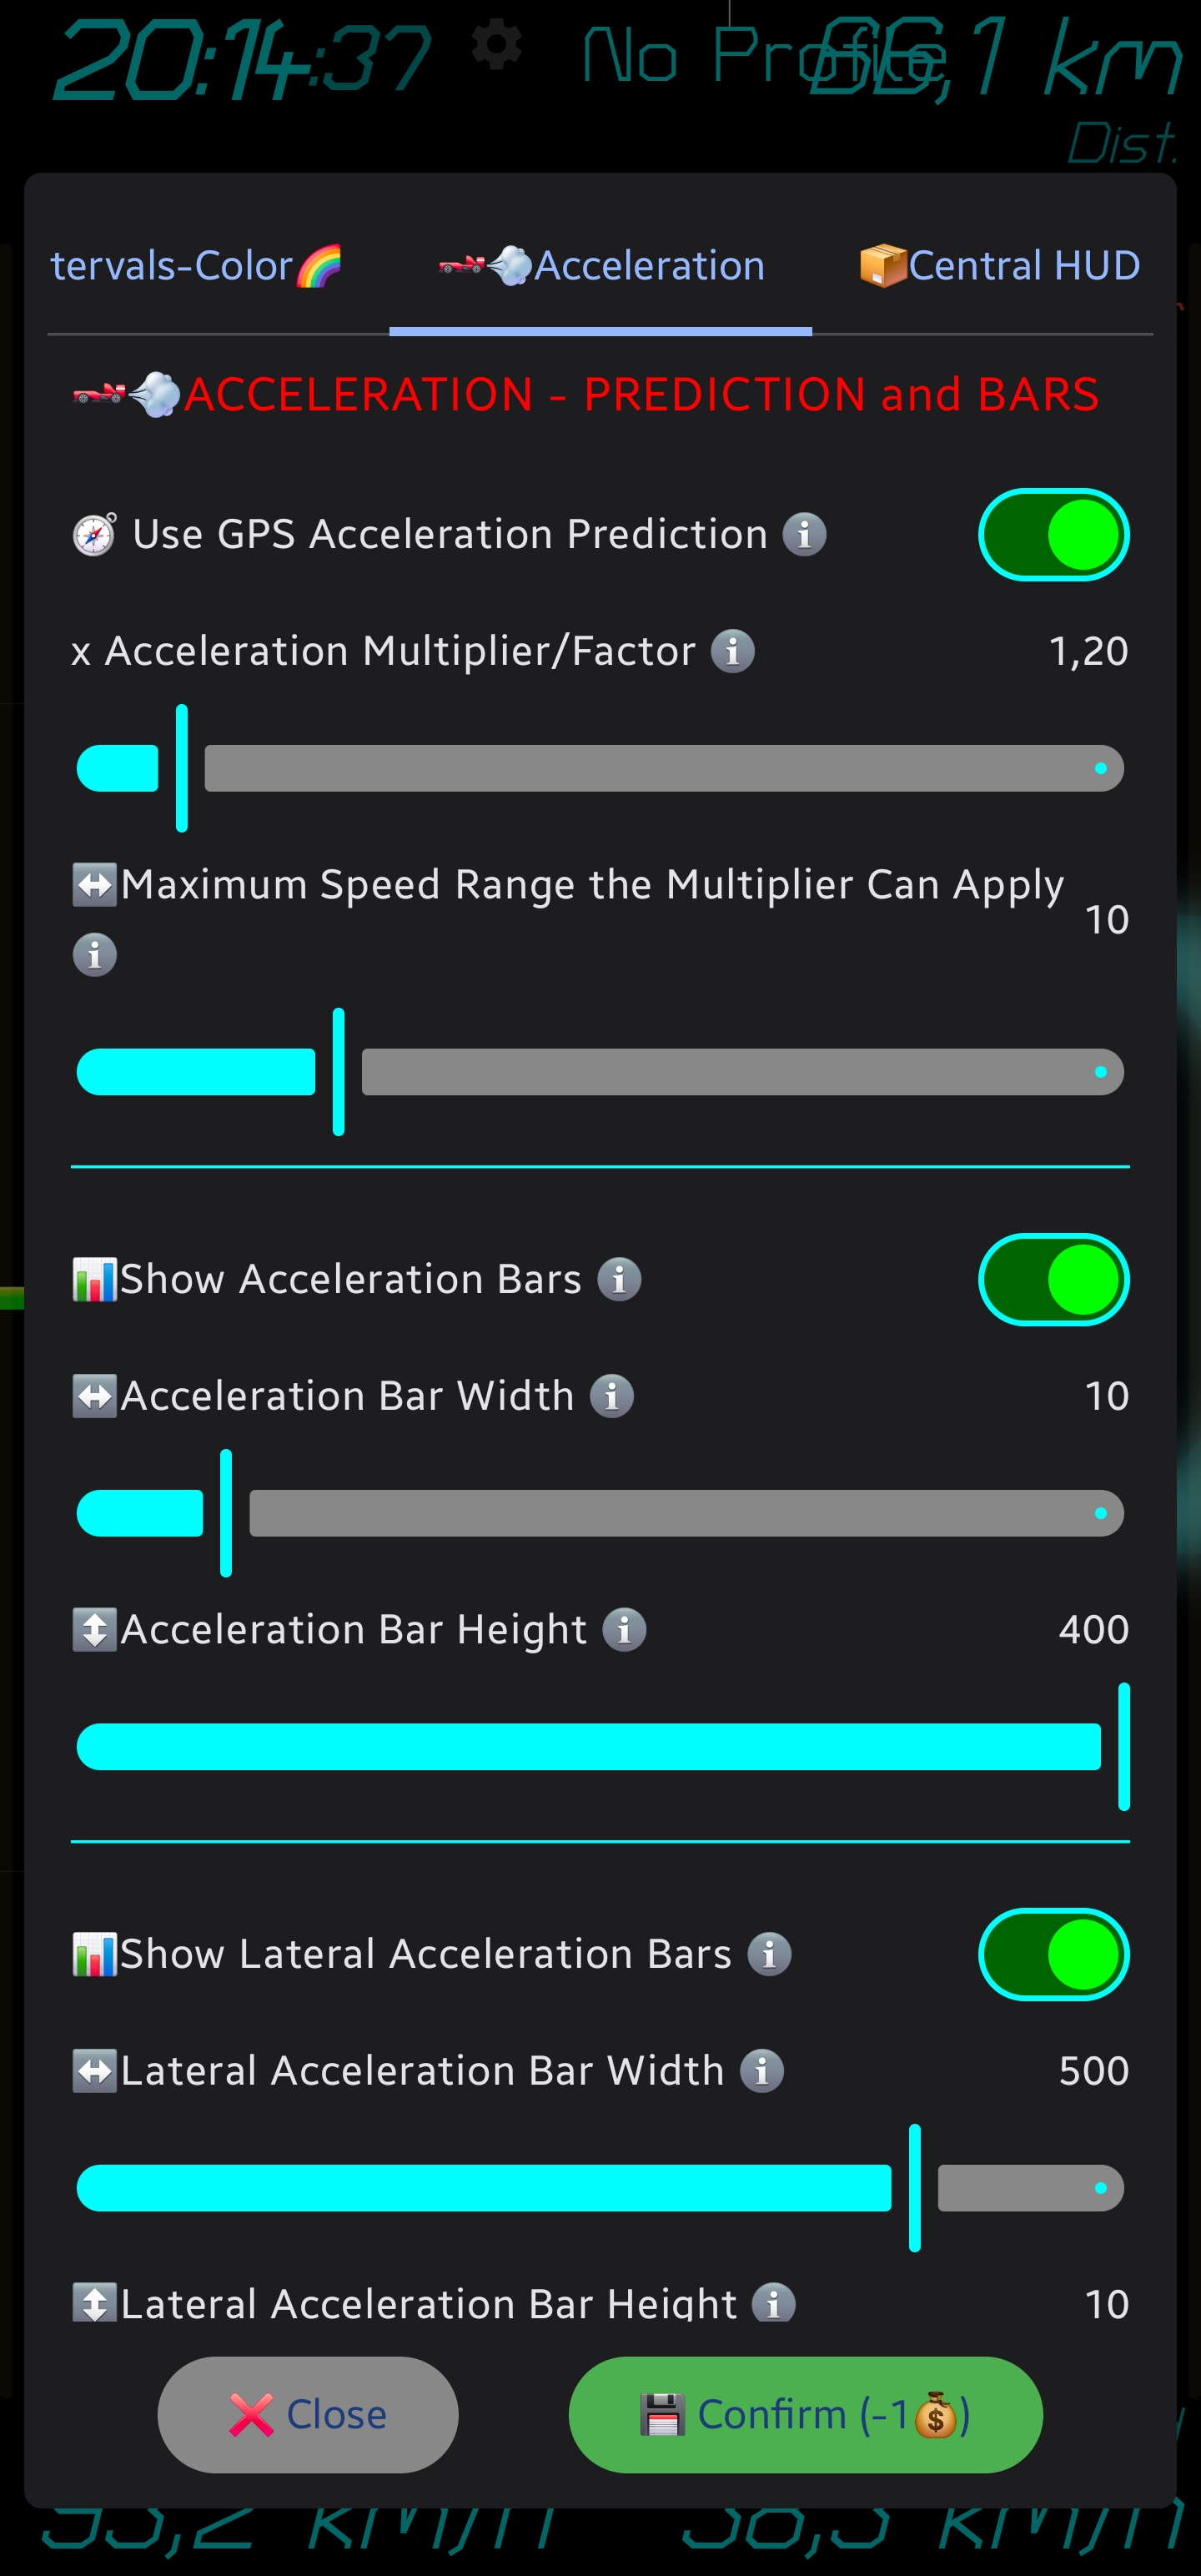 20:14:37
No Profile
66,1 km
Dist.
tervals-Color🌈
🏎️💨Acceleration
📦Central HUD
🏎️💨ACCELERATION - PREDICTION and BARS
🧭 Use GPS Acceleration Prediction ℹ️
x Acceleration Multiplier/Factor ℹ️ 1,20
↔️Maximum Speed Range the Multiplier Can Apply
ℹ️ 10
📊Show Acceleration Bars ℹ️
↔️Acceleration Bar Width ℹ️ 10
↕️Acceleration Bar Height ℹ️ 400
📊Show Lateral Acceleration Bars ℹ️
↔️Lateral Acceleration Bar Width ℹ️ 500
↕️Lateral Acceleration Bar Height ℹ️ 10
❌ Close
💾 Confirm (-1💰)
km/h
km/h